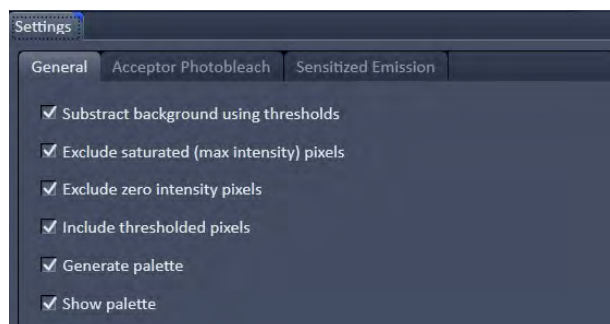 Settings
General Acceptor Photobleach Sensitized Emission
Substract background using thresholds
Exclude saturated (max intensity) pixels
Exclude zero intensity pixels
Include thresholded pixels
Generate palette
Show palette